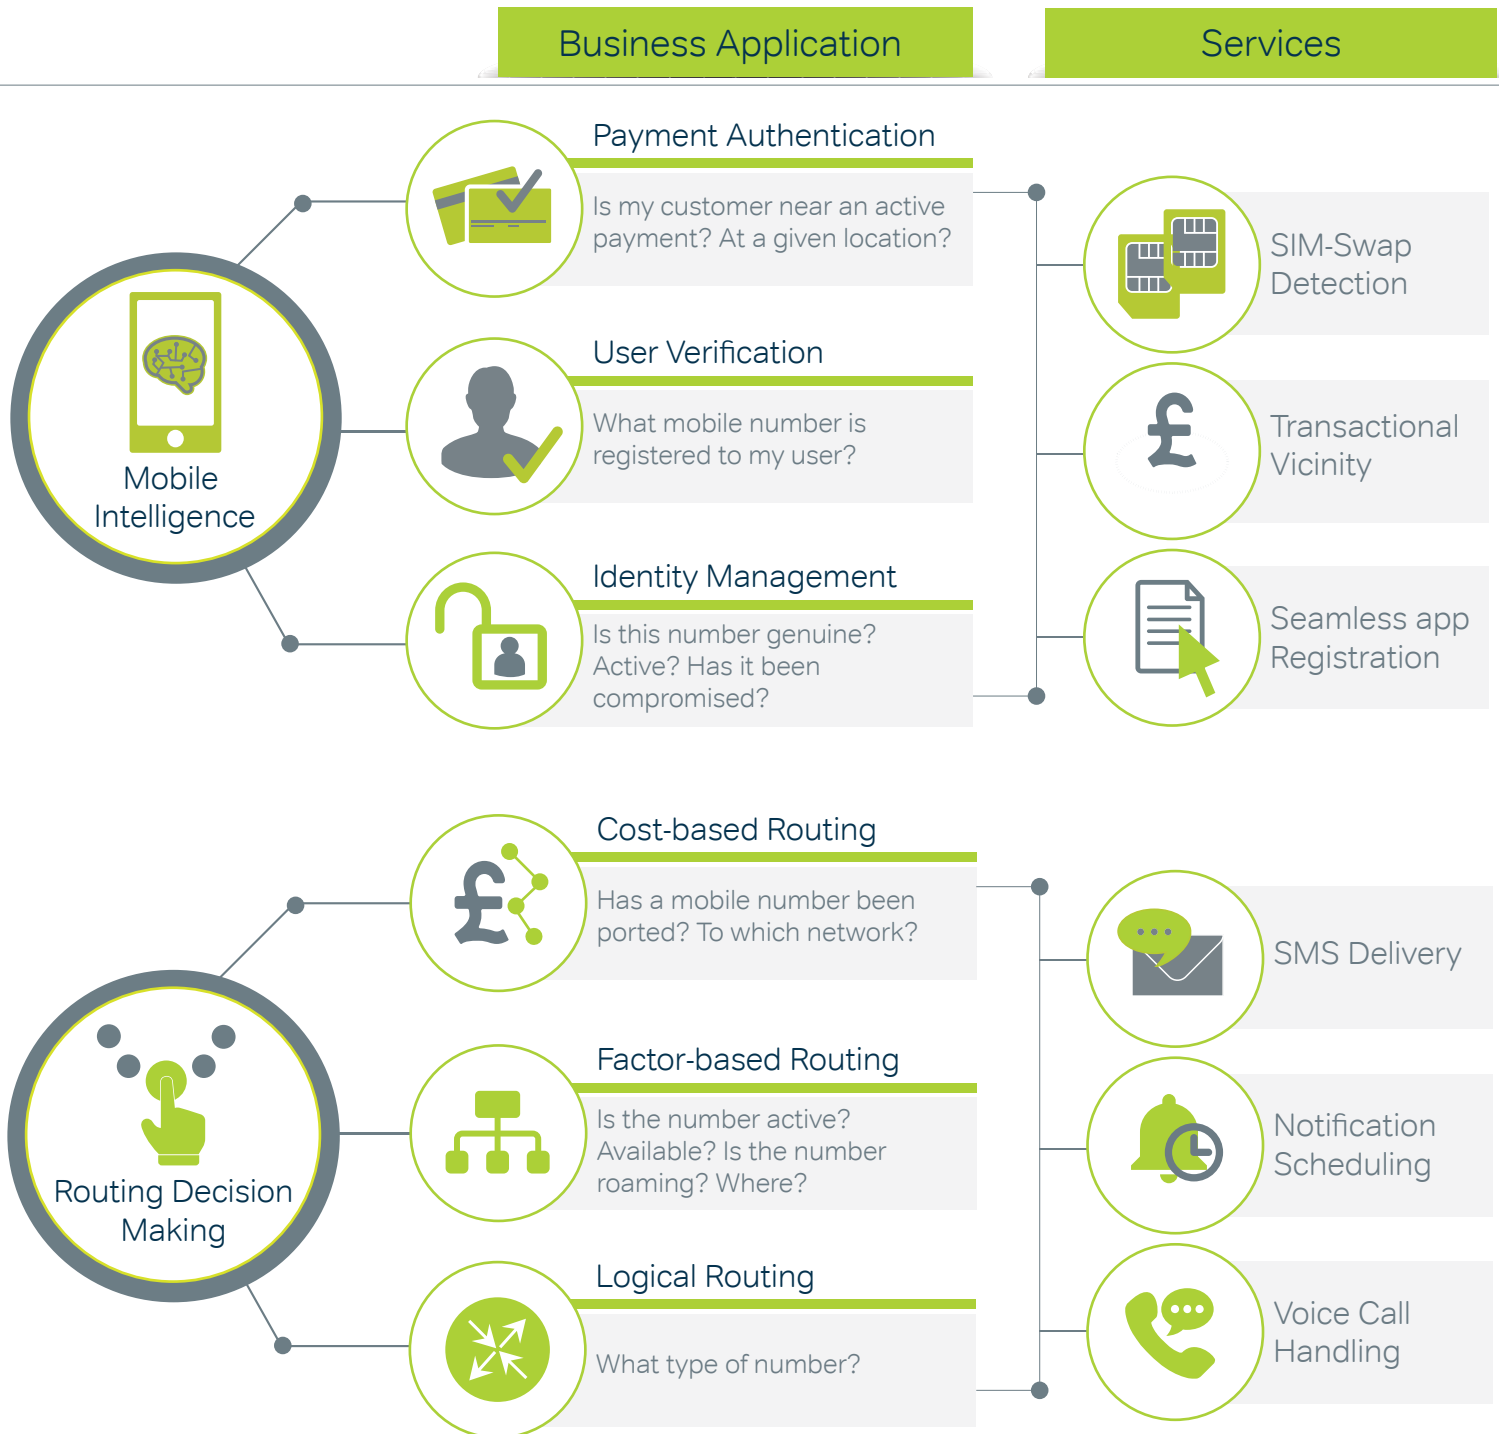 Business Application
Services
Payment Authentication
Is my customer near an active
payment? At a given location?
User Verification
What mobile number is
registered to my user?
Identity Management
Is this number genuine?
Active? Has it been
compromised?
Mobile
Intelligence
SIM-Swap
Detection
£
Transactional
Vicinity
Seamless app
Registration
Cost-based Routing
£
Has a mobile number been
ported? To which network?
Factor-based Routing
Is the number active?
Available? Is the number
roaming? Where?
Logical Routing
What type of number?
Routing Decision
Making
SMS Delivery
Notification
Scheduling
Voice Call
Handling